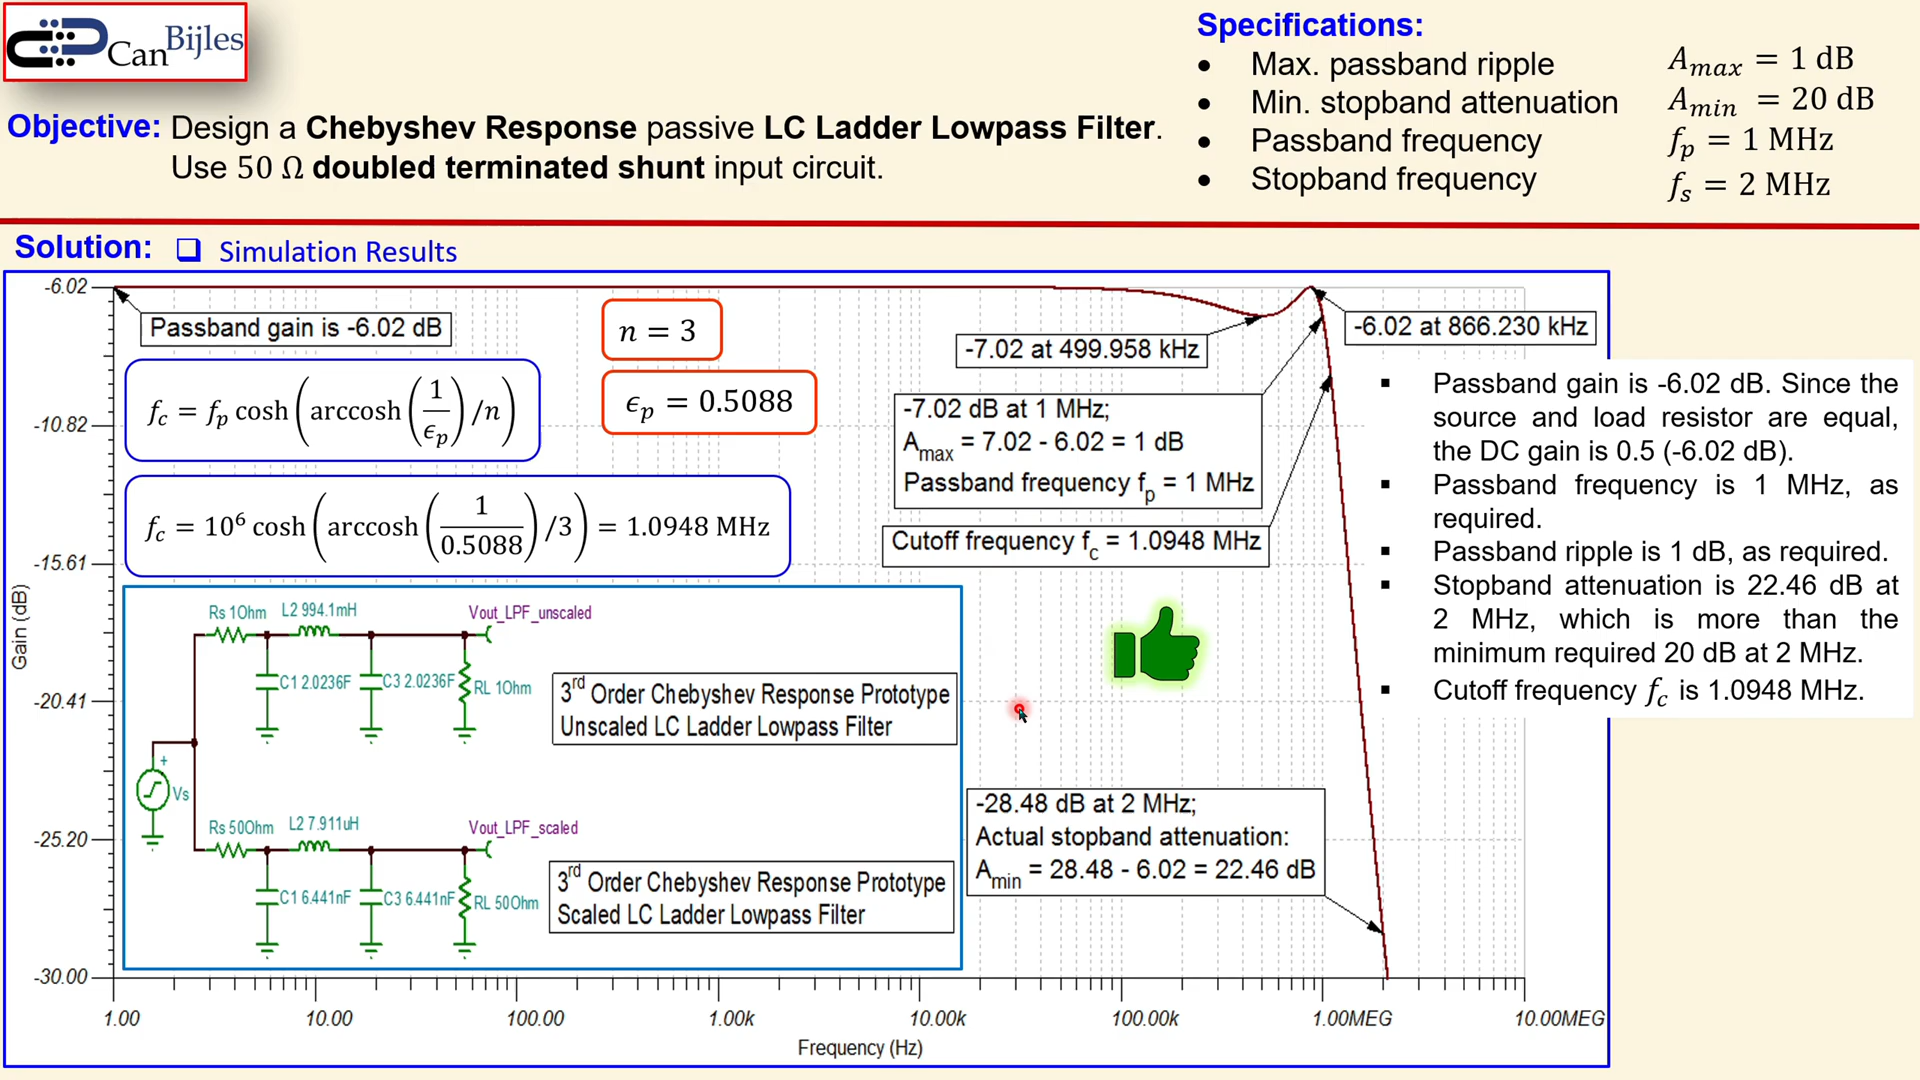 CanBijles
Specifications:
• Max. passband ripple A_max = 1 dB
• Min. stopband attenuation A_min = 20 dB
• Passband frequency f_p = 1 MHz
• Stopband frequency f_s = 2 MHz
Objective: Design a Chebyshev Response passive LC Ladder Lowpass Filter.
Use 50 Ω doubled terminated shunt input circuit.
Solution: ❑ Simulation Results
-6.02
-10.82
-15.61
-20.41
-25.20
-30.00
Gain (dB)
Passband gain is -6.02 dB
n = 3
ϵ_p = 0.5088
f_c = f_p cosh(arccosh(1/ϵ_p)/n)
f_c = 10⁶ cosh(arccosh(1/0.5088)/3) = 1.0948 MHz
-7.02 at 499.958 kHz
-6.02 at 866.230 kHz
-7.02 dB at 1 MHz;
A_max = 7.02 - 6.02 = 1 dB
Passband frequency f_p = 1 MHz
Cutoff frequency f_c = 1.0948 MHz
Rs 1Ohm
L2 994.1mH
Vout_LPF_unscaled
C1 2.0236F
C3 2.0236F
RL 1Ohm
3rd Order Chebyshev Response Prototype
Unscaled LC Ladder Lowpass Filter
+
Vs
Rs 50Ohm
L2 7.911uH
Vout_LPF_scaled
C1 6.441nF
C3 6.441nF
RL 50Ohm
3rd Order Chebyshev Response Prototype
Scaled LC Ladder Lowpass Filter
-28.48 dB at 2 MHz;
Actual stopband attenuation:
A_min = 28.48 - 6.02 = 22.46 dB
▪ Passband gain is -6.02 dB. Since the
source and load resistor are equal,
the DC gain is 0.5 (-6.02 dB).
▪ Passband frequency is 1 MHz, as
required.
▪ Passband ripple is 1 dB, as required.
▪ Stopband attenuation is 22.46 dB at
2 MHz, which is more than the
minimum required 20 dB at 2 MHz.
▪ Cutoff frequency f_c is 1.0948 MHz.
1.00
10.00
100.00
1.00k
10.00k
100.00k
1.00MEG
10.00MEG
Frequency (Hz)